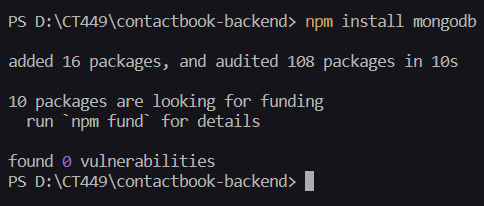 PS D:\CT449\contactbook-backend> npm install mongodb
added 16 packages, and audited 108 packages in 10s
10 packages are looking for funding
  run `npm fund` for details
found 0 vulnerabilities
PS D:\CT449\contactbook-backend>